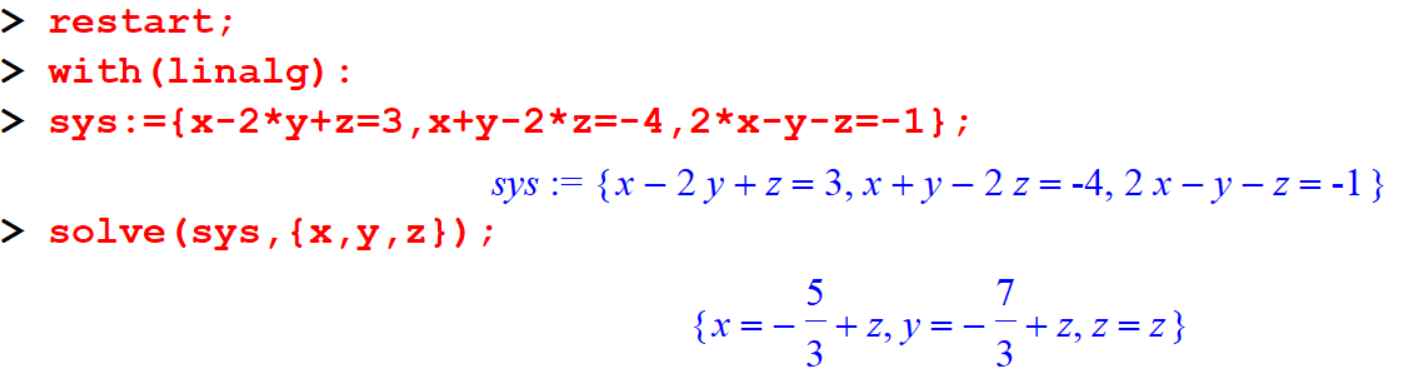 > restart;
> with(linalg):
> sys:={x-2*y+z=3,x+y-2*z=-4,2*x-y-z=-1};
sys := {x − 2 y + z = 3, x + y − 2 z = -4, 2 x − y − z = -1}
> solve(sys,{x,y,z});
{x = − 5/3 + z, y = − 7/3 + z, z = z}